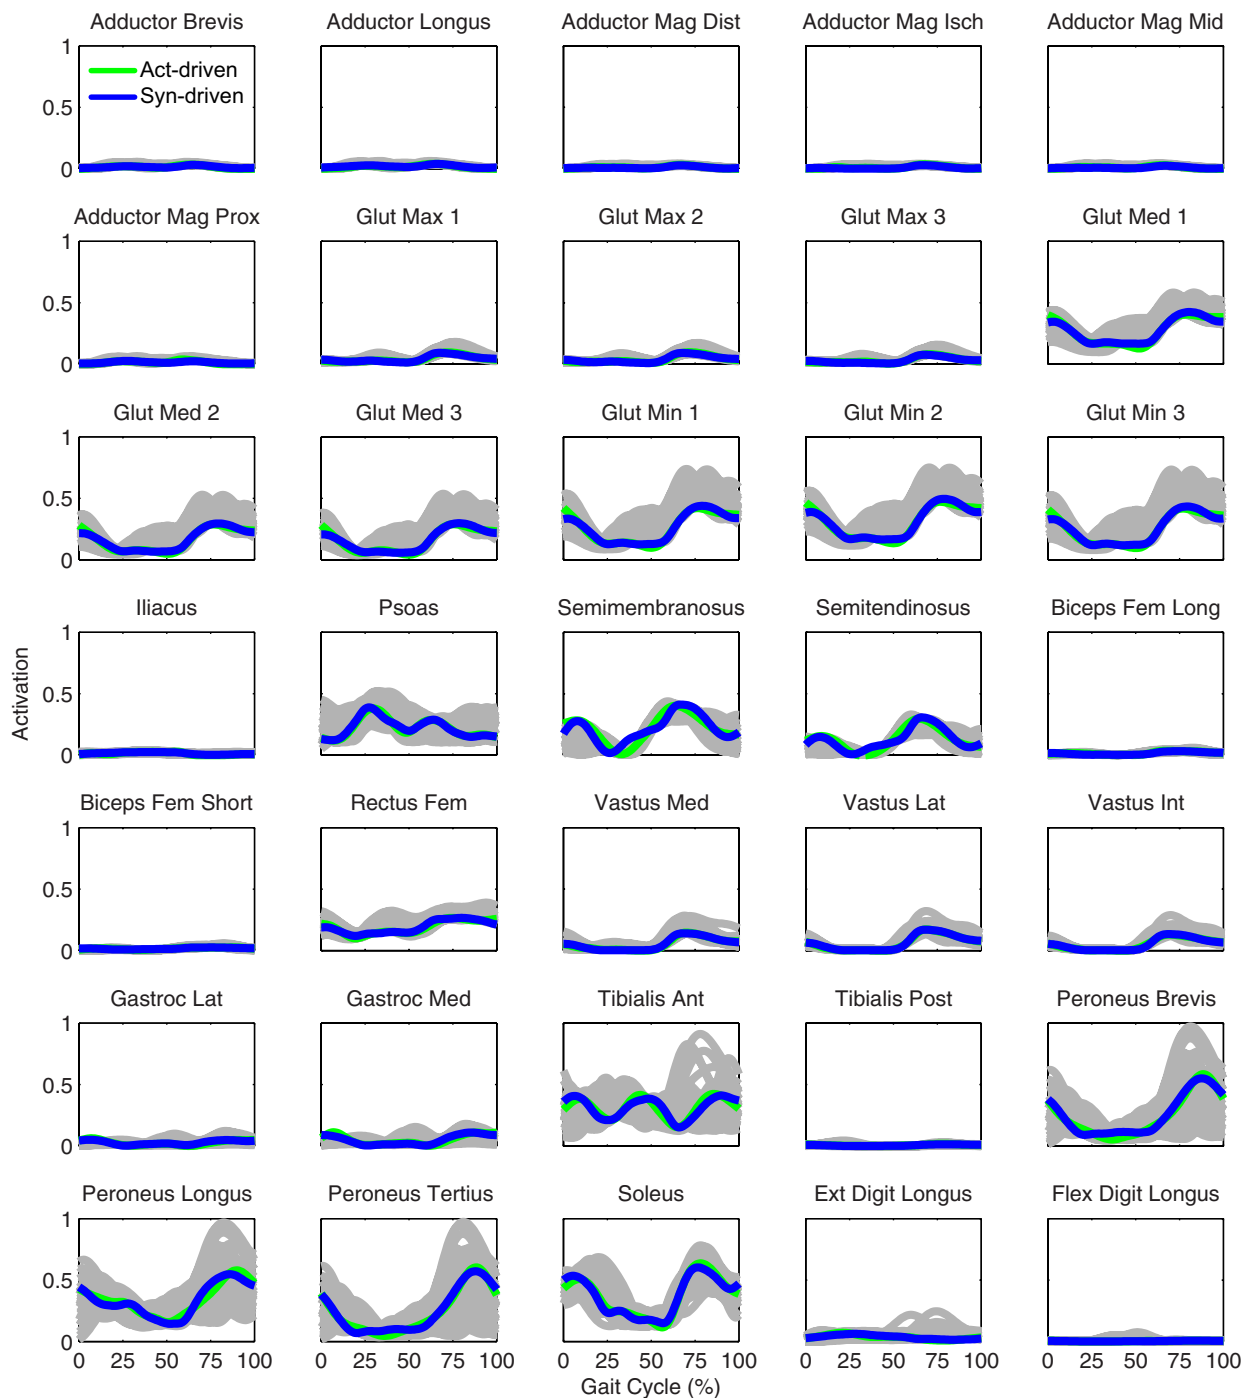 Adductor Brevis Adductor Longus Adductor Mag Dist Adductor Mag Isch Adductor Mag Mid
1
Act-driven
Syn-driven
0.5
0
Adductor Mag Prox Glut Max 1 Glut Max 2 Glut Max 3 Glut Med 1
1
0.5
0
Glut Med 2 Glut Med 3 Glut Min 1 Glut Min 2 Glut Min 3
1
0.5
0
Iliacus Psoas Semimembranosus Semitendinosus Biceps Fem Long
1
0.5
0
Activation
Biceps Fem Short Rectus Fem Vastus Med Vastus Lat Vastus Int
1
0.5
0
Gastroc Lat Gastroc Med Tibialis Ant Tibialis Post Peroneus Brevis
1
0.5
0
Peroneus Longus Peroneus Tertius Soleus Ext Digit Longus Flex Digit Longus
1
0.5
0
0 25 50 75 100 0 25 50 75 100 0 25 50 75 100 0 25 50 75 100 0 25 50 75 100
Gait Cycle (%)